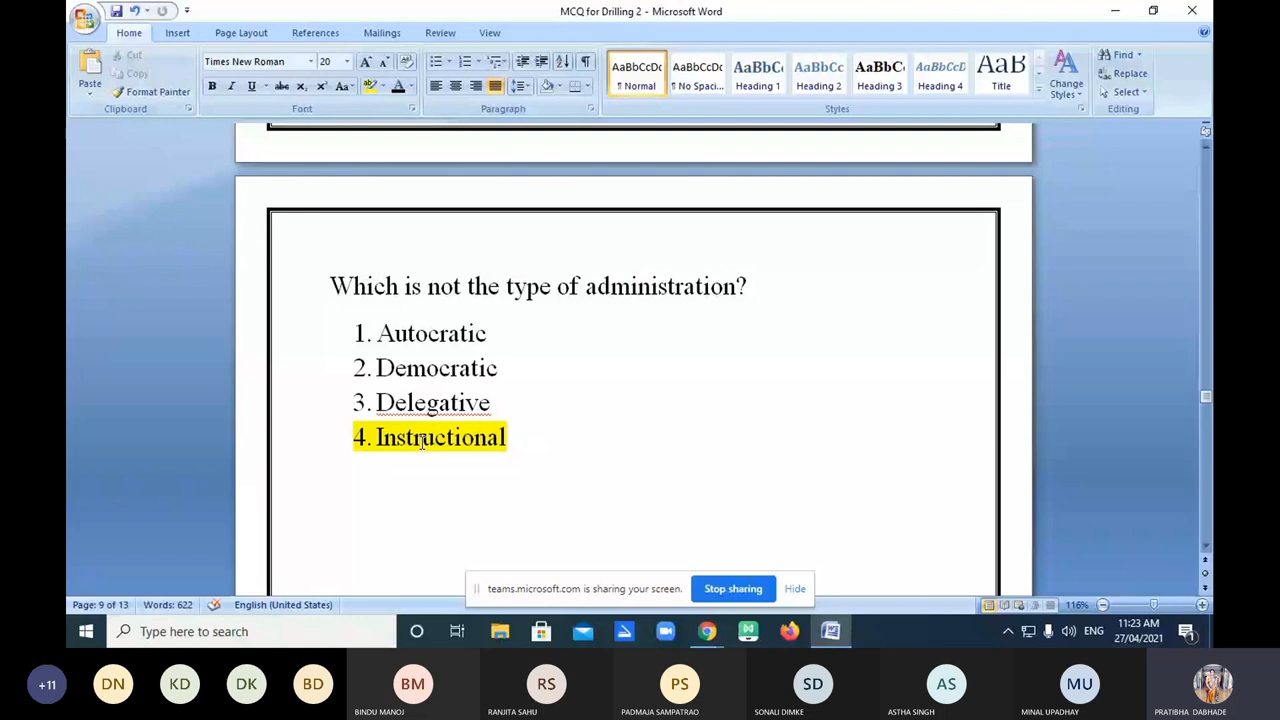 MCQ for Drilling 2 - Microsoft Word
Home Insert Page Layout References Mailings Review View
Paste
Cut
Copy
Format Painter
Clipboard
Times New Roman 20
Font
Paragraph
AaBbCcDc AaBbCcDc AaBbCc AaBbCc AaBbCc AaBbCcD AaB
¶ Normal ¶ No Spaci... Heading 1 Heading 2 Heading 3 Heading 4 Title
Change Styles
Styles
Find
Replace
Select
Editing
Which is not the type of administration?
1. Autocratic
2. Democratic
3. Delegative
4. Instructional
teams.microsoft.com is sharing your screen. Stop sharing Hide
Page: 9 of 13 Words: 622 English (United States) 116%
Type here to search
ENG
11:23 AM
27/04/2021
1
+11 DN KD DK BD BM RS PS SD AS MU
BINDU MANOJ RANJITA SAHU PADMAJA SAMPATRAO SONALI DIMKE ASTHA SINGH MINAL UPADHAY PRATIBHA DABHADE